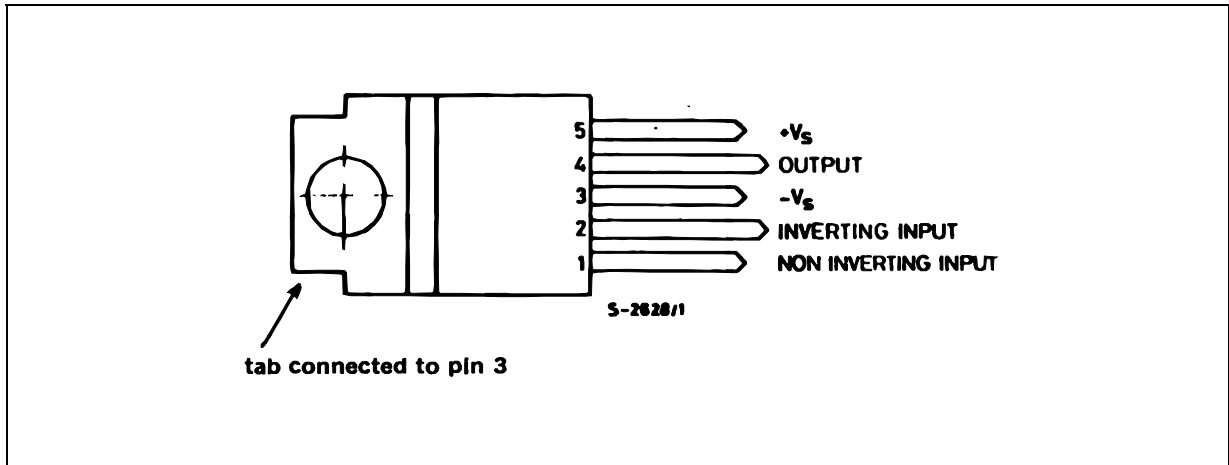 5 +Vs
4 OUTPUT
3 -Vs
2 INVERTING INPUT
1 NON INVERTING INPUT
S-2628/1
tab connected to pin 3